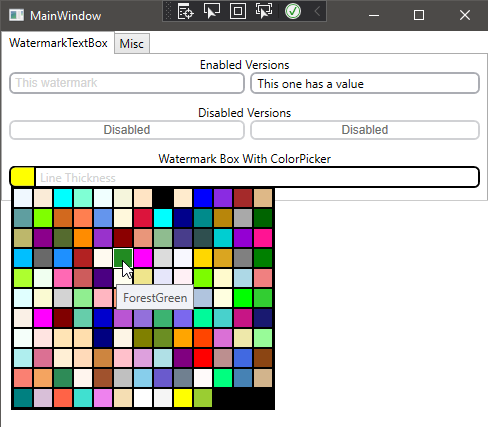 MainWindow
WatermarkTextBox Misc
Enabled Versions
This watermark This one has a value
Disabled Versions
Disabled Disabled
Watermark Box With ColorPicker
Line Thickness
ForestGreen